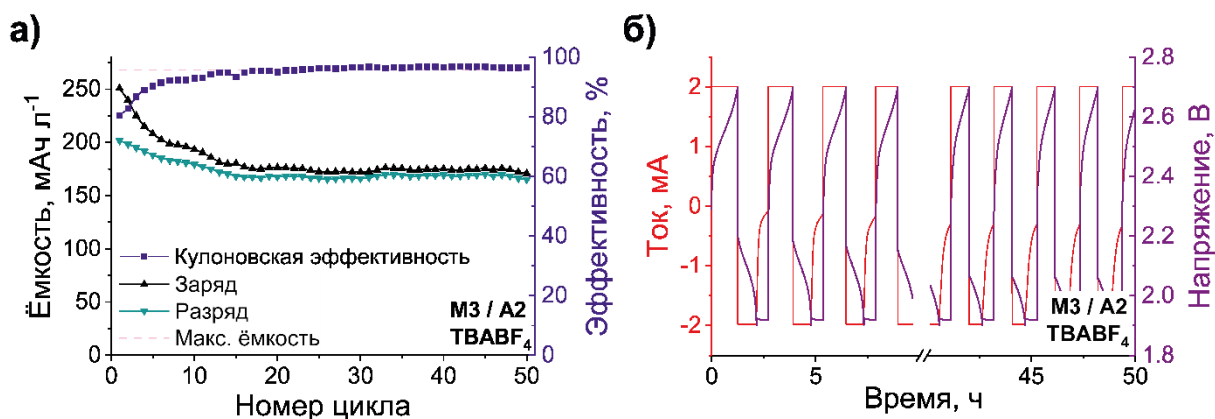 а)
Ёмкость, мАч л⁻¹
250
200
150
100
50
0
Кулоновская эффективность
Заряд
Разряд
Макс. ёмкость
M3 / A2
TBABF₄
0 10 20 30 40 50
Номер цикла
100
80
60
40
20
0
Эффективность, %
б)
Ток, мА
2
1
0
-1
-2
M3 / A2
TBABF₄
0 5 45 50
Время, ч
2.8
2.6
2.4
2.2
2.0
1.8
Напряжение, В